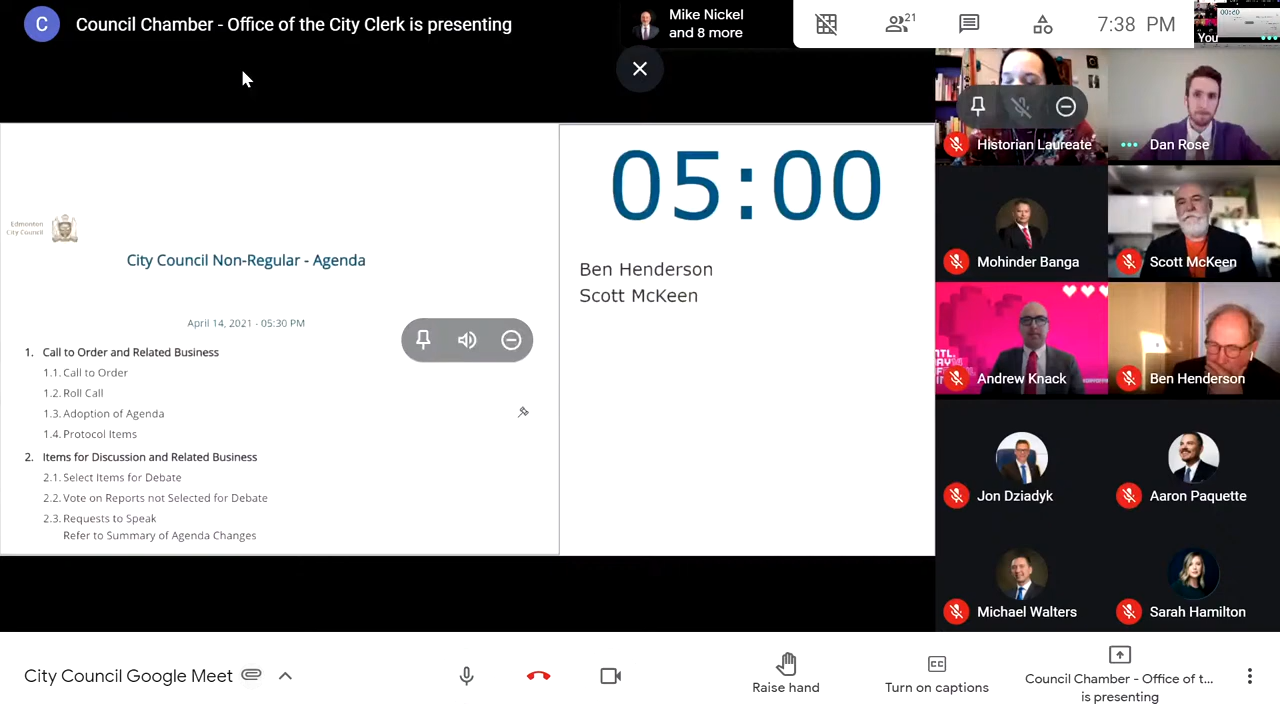 C Council Chamber - Office of the City Clerk is presenting
Mike Nickel
and 8 more
21
7:38 PM
00:50
You
Edmonton
City Council
City Council Non-Regular - Agenda
April 14, 2021 - 05:30 PM
1. Call to Order and Related Business
1.1. Call to Order
1.2. Roll Call
1.3. Adoption of Agenda
1.4. Protocol Items
2. Items for Discussion and Related Business
2.1. Select Items for Debate
2.2. Vote on Reports not Selected for Debate
2.3. Requests to Speak
Refer to Summary of Agenda Changes
05:00
Ben Henderson
Scott McKeen
Historian Laureate
Dan Rose
Mohinder Banga
Scott McKeen
Andrew Knack
Ben Henderson
Jon Dziadyk
Aaron Paquette
Michael Walters
Sarah Hamilton
City Council Google Meet
Raise hand
Turn on captions
Council Chamber - Office of t...
is presenting